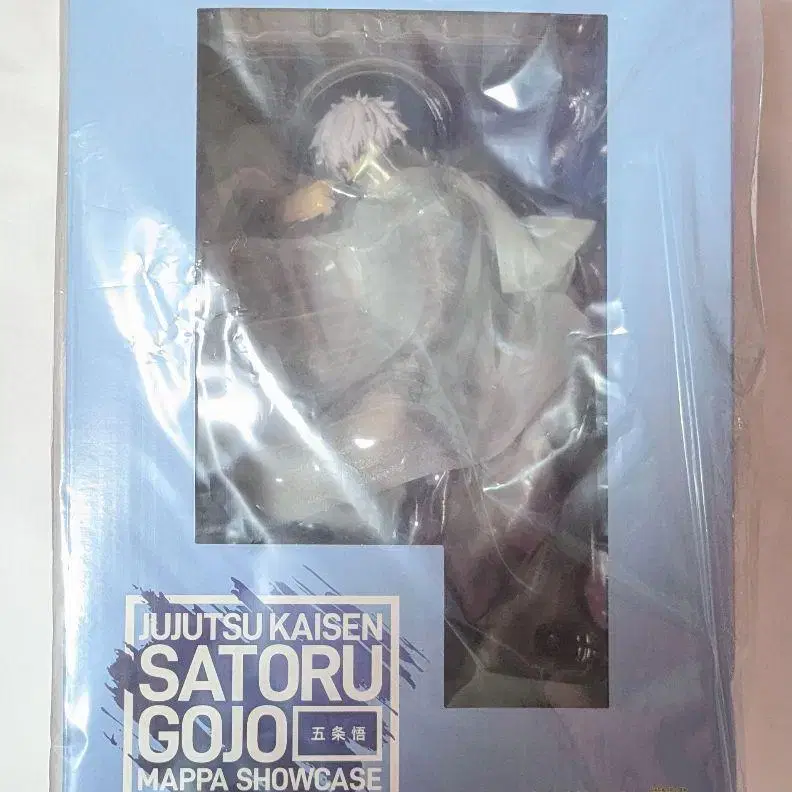 JUJUTSU KAISEN
SATORU
GOJO 五条悟
MAPPA SHOWCASE